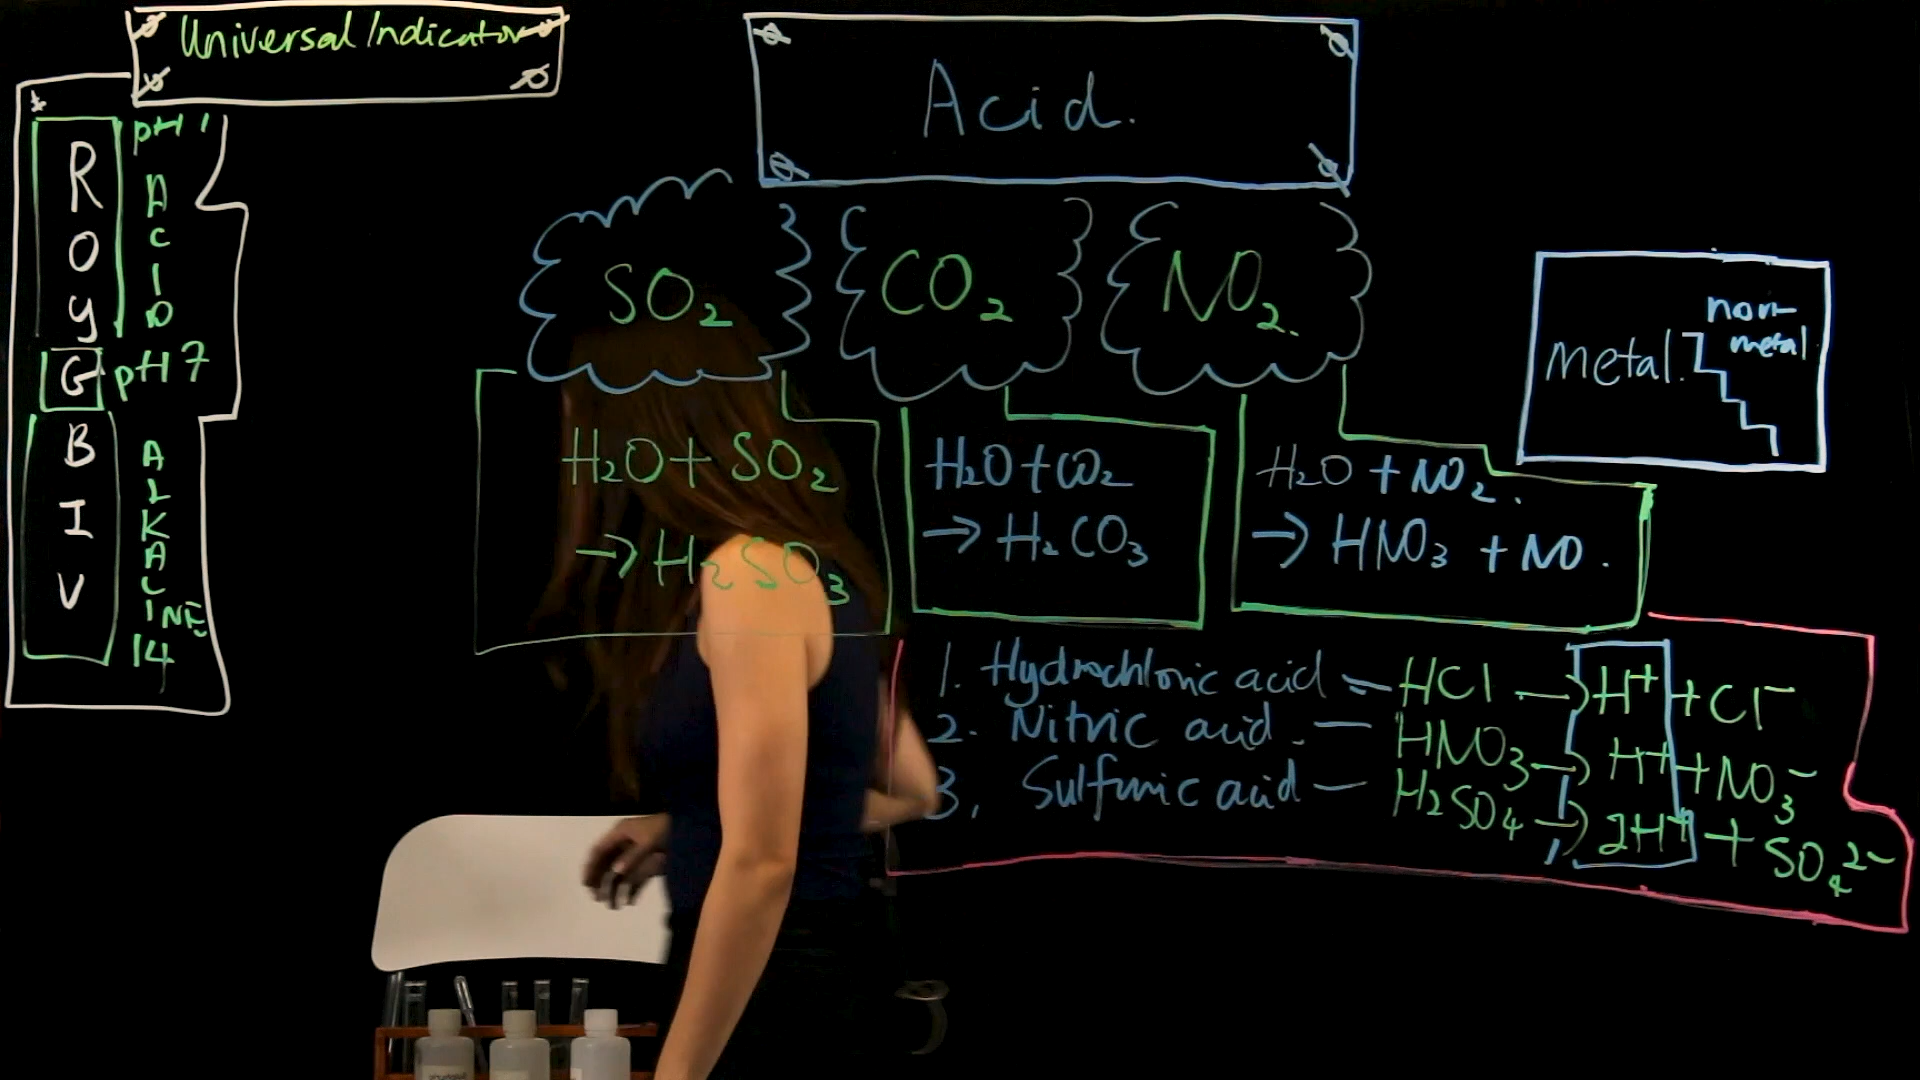 Universal Indicator
pH 1
R
O
y
G
B
I
V
ACID
pH 7
ALKALINE
14
Acid.
SO₂
CO₂
NO₂.
H₂O + SO₂
→ H₂SO₃
H₂O + CO₂
→ H₂CO₃
H₂O + NO₂.
→ HNO₃ + NO.
metal.
non-
metal
1. Hydrochloric acid — HCl → H⁺ + Cl⁻
2. Nitric acid. — HNO₃ → H⁺ + NO₃⁻
3. Sulfuric acid — H₂SO₄ → 2H⁺ + SO₄²⁻